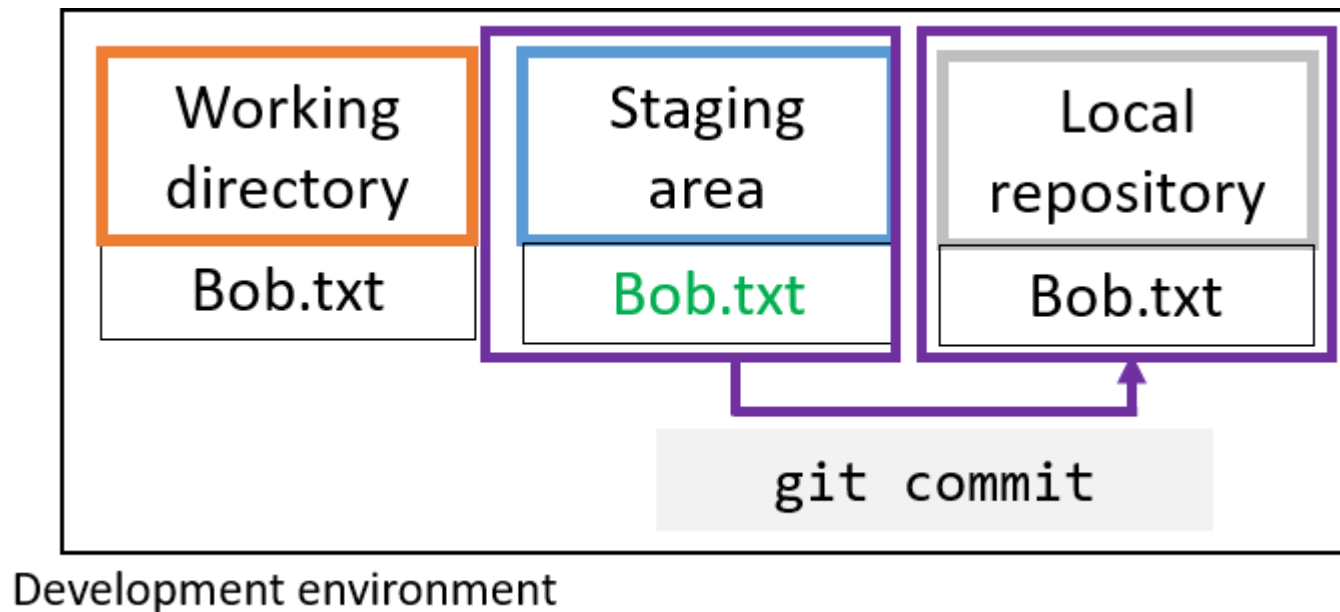 Working
directory
Bob.txt
Staging
area
Bob.txt
Local
repository
Bob.txt
git commit
Development environment